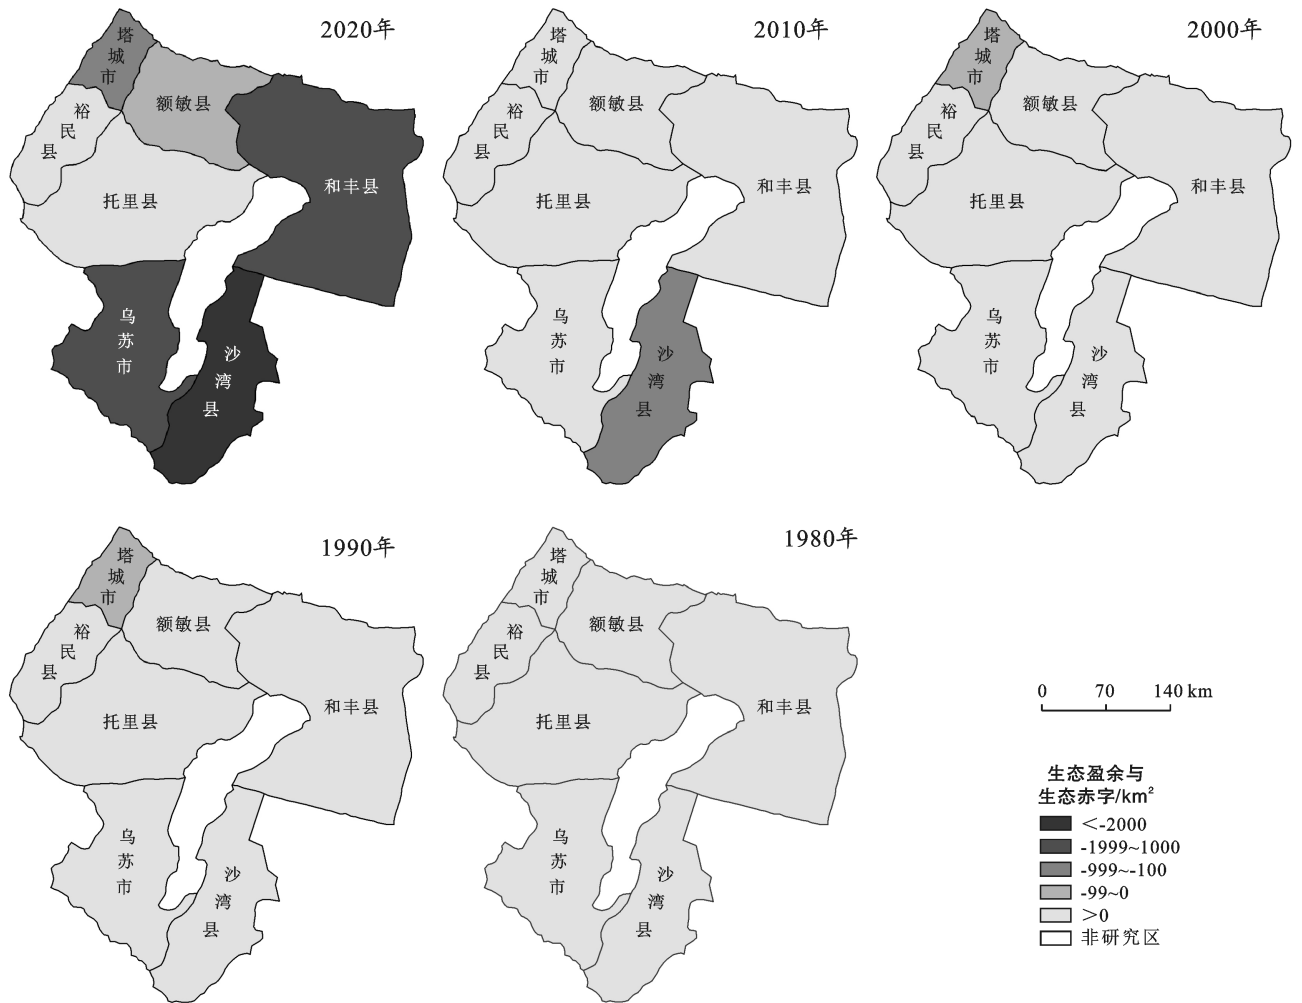 2020年
塔城市
额敏县
裕民县
托里县
和丰县
乌苏市
沙湾县
2010年
塔城市
额敏县
裕民县
托里县
和丰县
乌苏市
沙湾县
2000年
塔城市
额敏县
裕民县
托里县
和丰县
乌苏市
沙湾县
1990年
塔城市
额敏县
裕民县
托里县
和丰县
乌苏市
沙湾县
1980年
塔城市
额敏县
裕民县
托里县
和丰县
乌苏市
沙湾县
0 70 140 km
生态盈余与
生态赤字/km²
＜-2000
-1999~1000
-999~-100
-99~0
＞0
非研究区